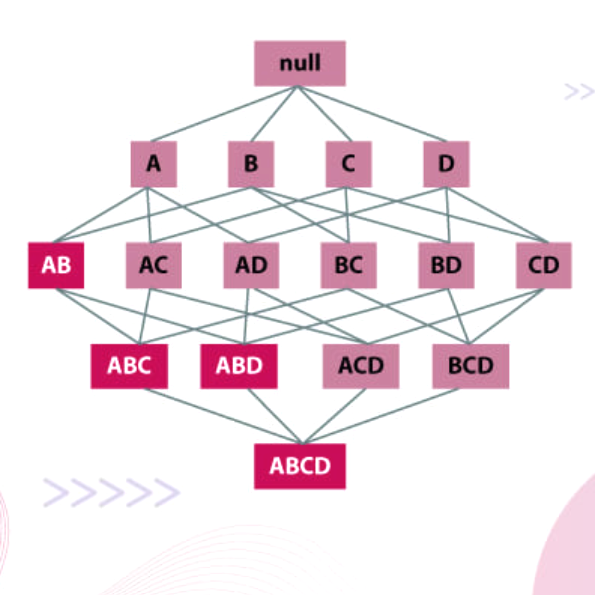 null
A B C D
AB AC AD BC BD CD
ABC ABD ACD BCD
ABCD